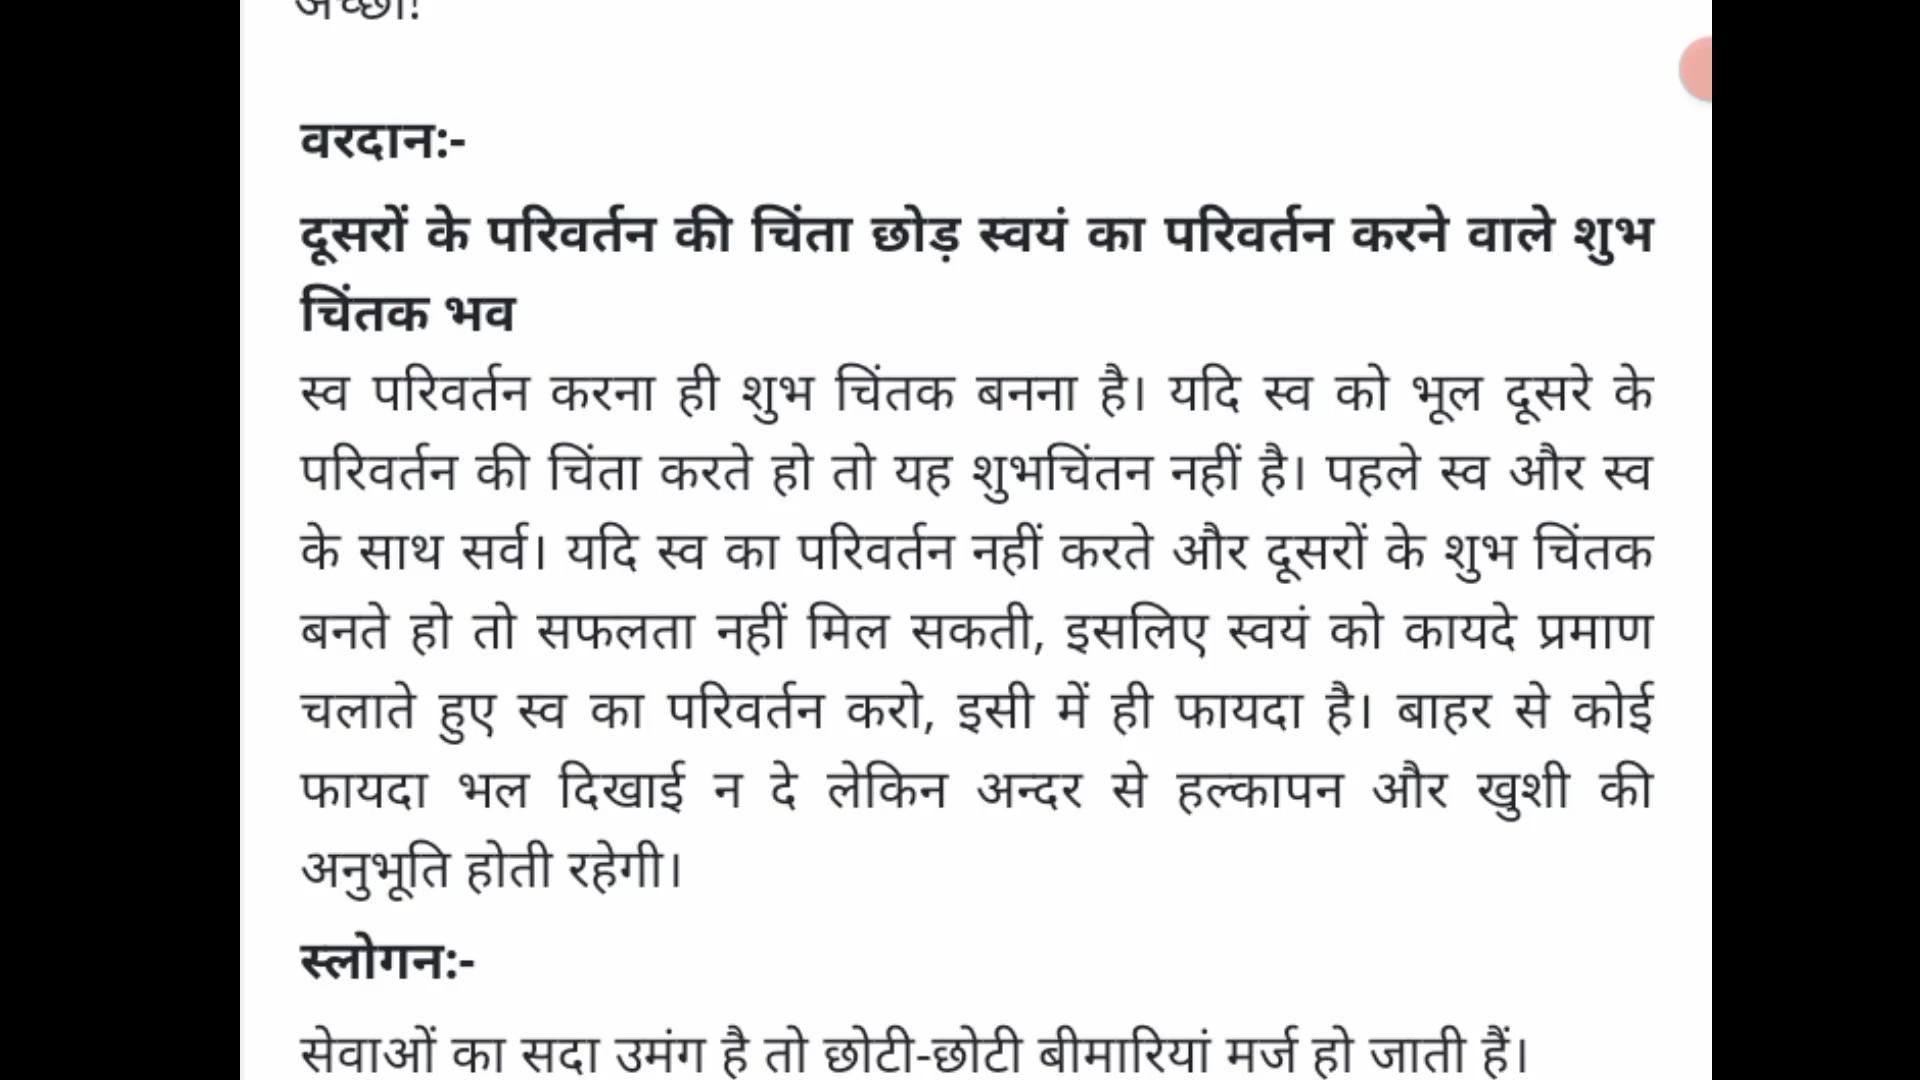 अच्छा!
वरदान:-
दूसरों के परिवर्तन की चिंता छोड़ स्वयं का परिवर्तन करने वाले शुभ
चिंतक भव
स्व परिवर्तन करना ही शुभ चिंतक बनना है। यदि स्व को भूल दूसरे के
परिवर्तन की चिंता करते हो तो यह शुभचिंतन नहीं है। पहले स्व और स्व
के साथ सर्व। यदि स्व का परिवर्तन नहीं करते और दूसरों के शुभ चिंतक
बनते हो तो सफलता नहीं मिल सकती, इसलिए स्वयं को कायदे प्रमाण
चलाते हुए स्व का परिवर्तन करो, इसी में ही फायदा है। बाहर से कोई
फायदा भल दिखाई न दे लेकिन अन्दर से हल्कापन और खुशी की
अनुभूति होती रहेगी।
स्लोगन:-
सेवाओं का सदा उमंग है तो छोटी-छोटी बीमारियां मर्ज हो जाती हैं।